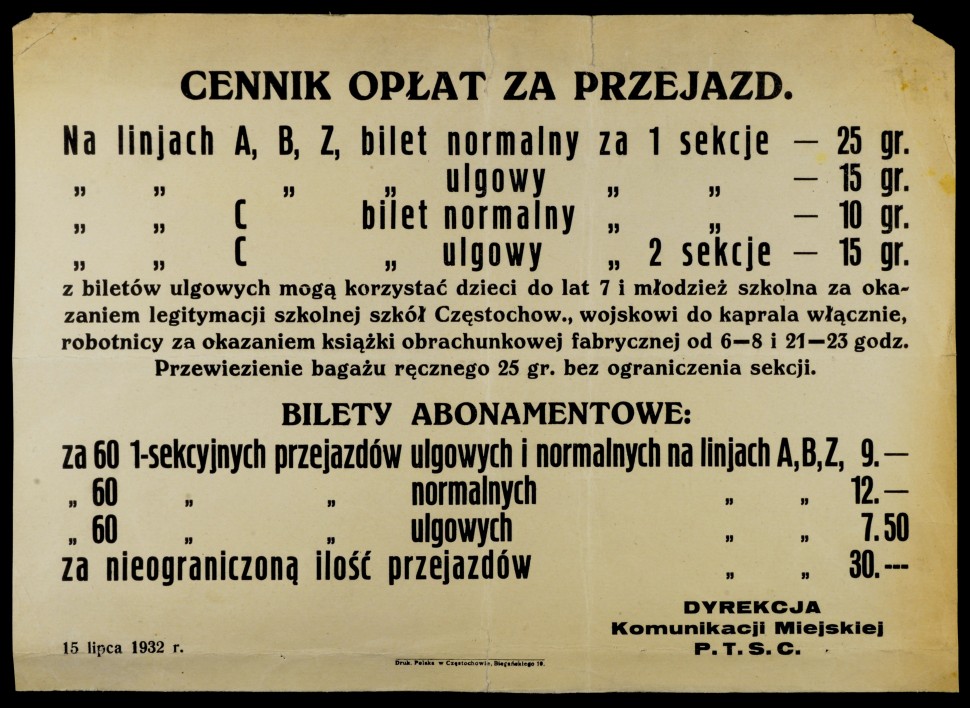 CENNIK OPŁAT ZA PRZEJAZD.
Na linjach A, B, Z, bilet normalny za 1 sekcje — 25 gr.
„ „ „ „ ulgowy „ „ — 15 gr.
„ „ C bilet normalny „ „ — 10 gr.
„ „ C „ ulgowy „ 2 sekcje — 15 gr.
z biletów ulgowych mogą korzystać dzieci do lat 7 i młodzież szkolna za oka-
zaniem legitymacji szkolnej szkół Częstochow., wojskowi do kaprala włącznie,
robotnicy za okazaniem książki obrachunkowej fabrycznej od 6—8 i 21—23 godz.
Przewiezienie bagażu ręcznego 25 gr. bez ograniczenia sekcji.
BILETY ABONAMENTOWE:
za 60 1-sekcyjnych przejazdów ulgowych i normalnych na linjach A, B, Z, 9.—
„ 60 „ „ normalnych „ „ 12.—
„ 60 „ „ ulgowych „ „ 7.50
za nieograniczoną ilość przejazdów „ „ 30.---
DYREKCJA
Komunikacji Miejskiej
P. T. S. C.
15 lipca 1932 r.
Druk. Polska w Częstochowie, Biegańskiego 18.